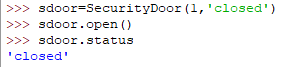 >>> sdoor=SecurityDoor(1,'closed')
>>> sdoor.open()
>>> sdoor.status
'closed'